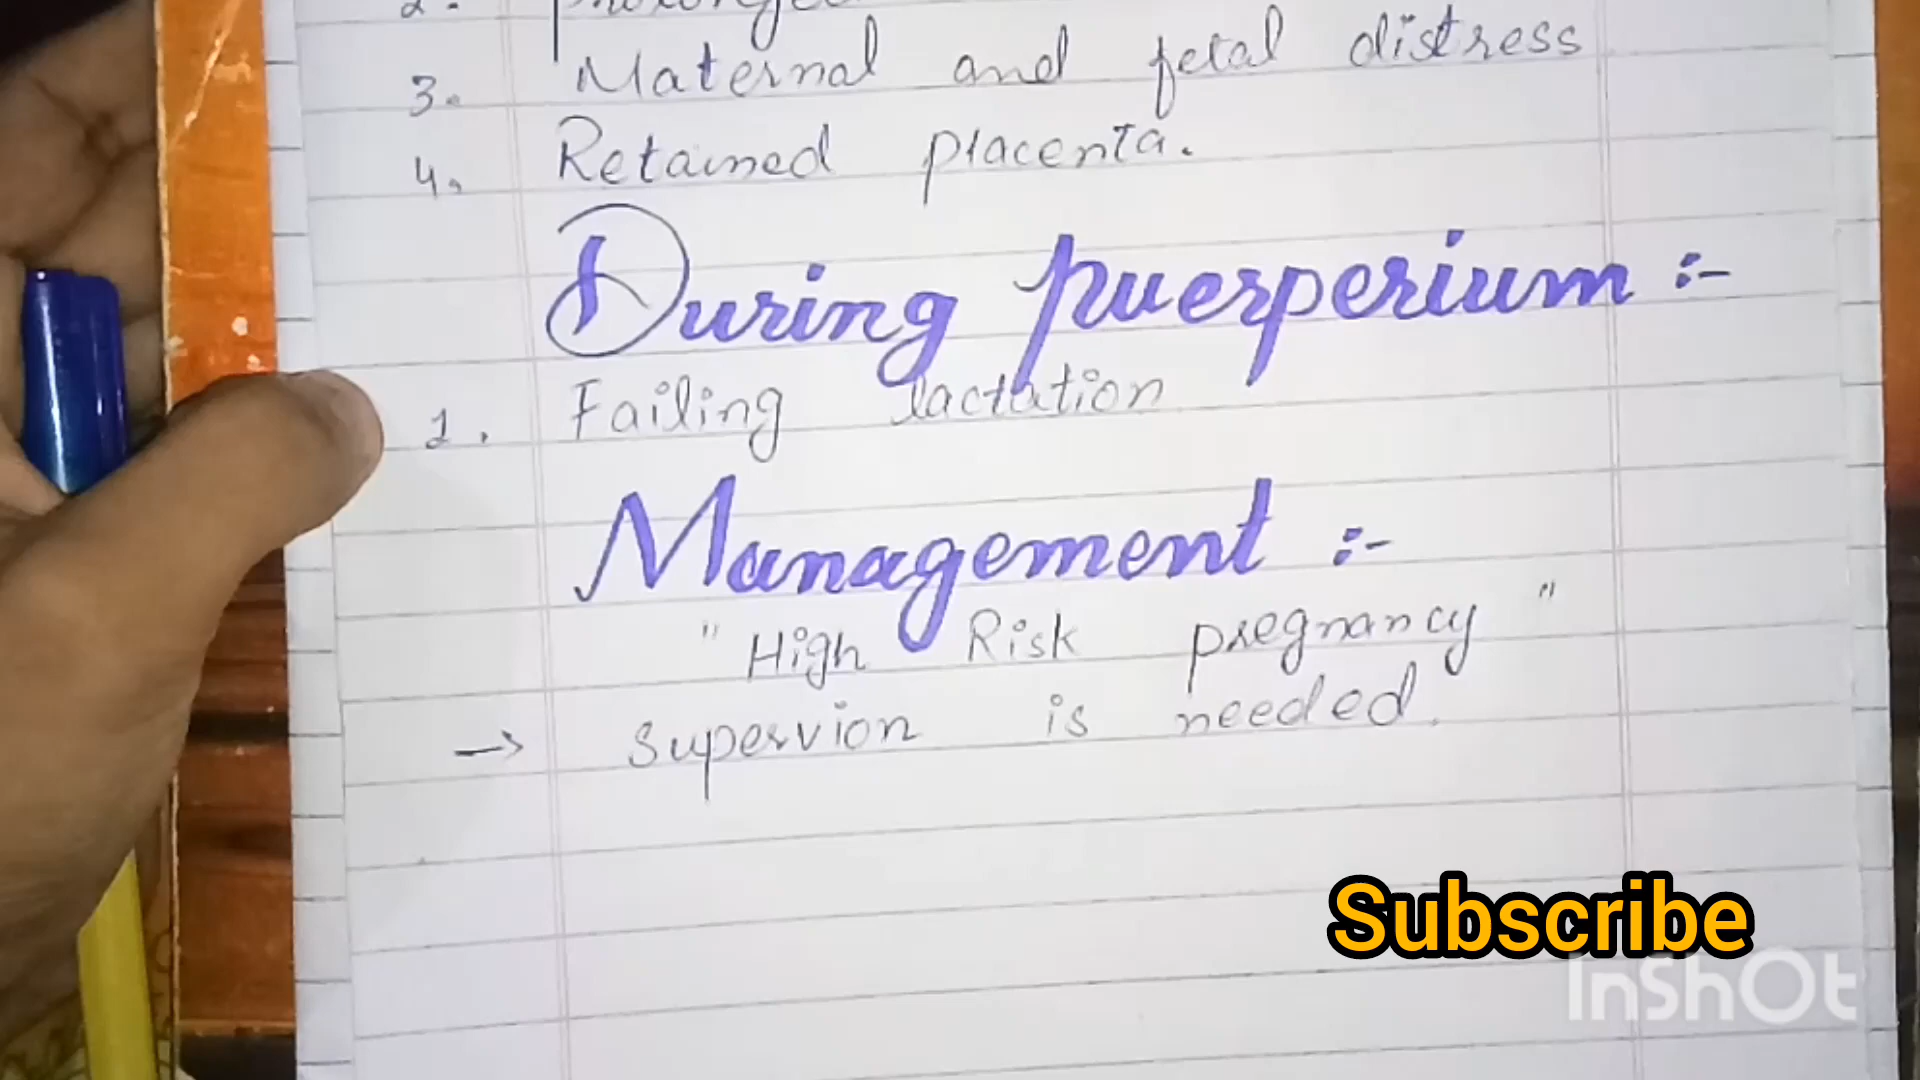 2.
3. Maternal and fetal distress
4. Retained placenta.
During puerperium :-
1. Failing lactation
Management :-
" High Risk pregnancy "
→ supervion is needed.
Subscribe
InShOt